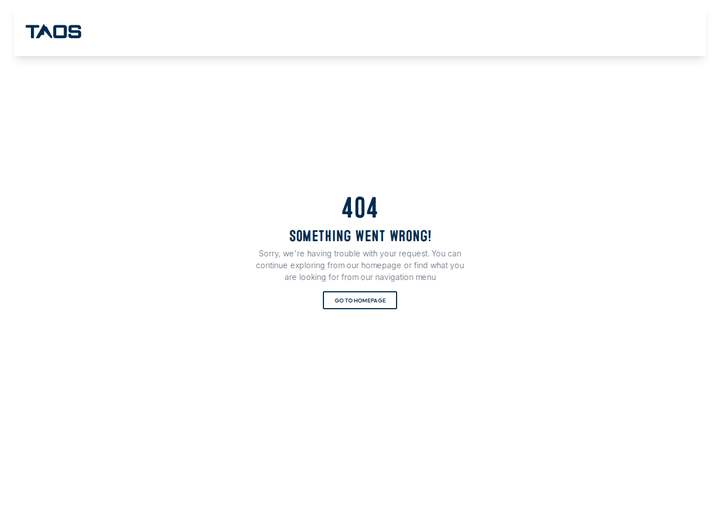 TAOS
404
SOMETHING WENT WRONG!
Sorry, we're having trouble with your request. You can
continue exploring from our homepage or find what you
are looking for from our navigation menu
GO TO HOMEPAGE